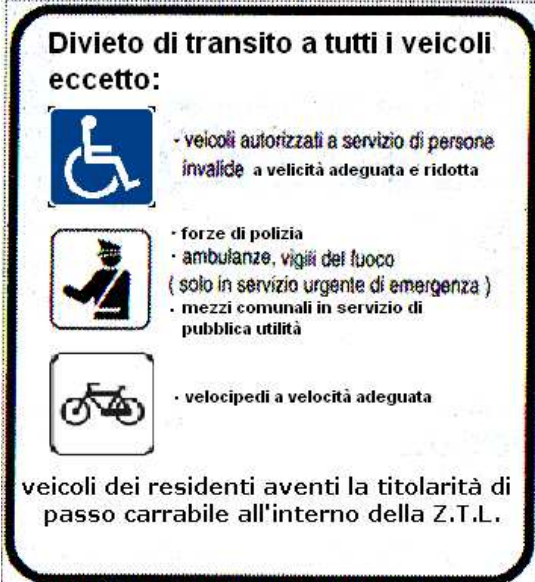 Divieto di transito a tutti i veicoli
eccetto:
- veicoli autorizzati a servizio di persone
invalide a velicità adeguata e ridotta
· forze di polizia
· ambulanze, vigili del fuoco
( solo in servizio urgente di emergenza )
. mezzi comunali in servizio di
pubblica utilità
· velocipedi a velocità adeguata
veicoli dei residenti aventi la titolarità di
passo carrabile all'interno della Z.T.L.